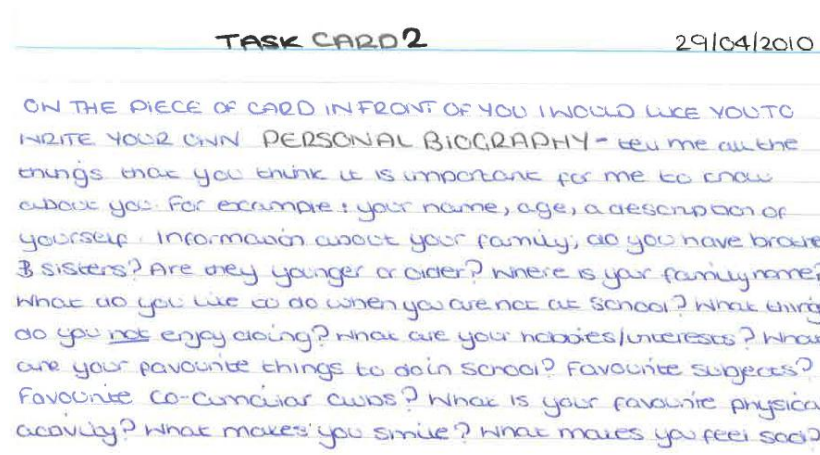 TASK CARD 2 29/04/2010
ON THE PIECE OF CARD IN FRONT OF YOU I WOULD LIKE YOU TO
WRITE YOUR OWN PERSONAL BIOGRAPHY - tell me all the
things that you think it is important for me to know
about you. For example: your name, age, a description of
yourself. Information about your family; do you have brothe
& sisters? Are they younger or older? Where is your family home?
What do you like to do when you are not at school? What thing
do you not enjoy doing? What are your hobbies/interests? What
are your favourite things to do in school? Favourite subjects?
Favourite co-curricular clubs? What is your favourite physica
activity? What makes you smile? What makes you feel sad?